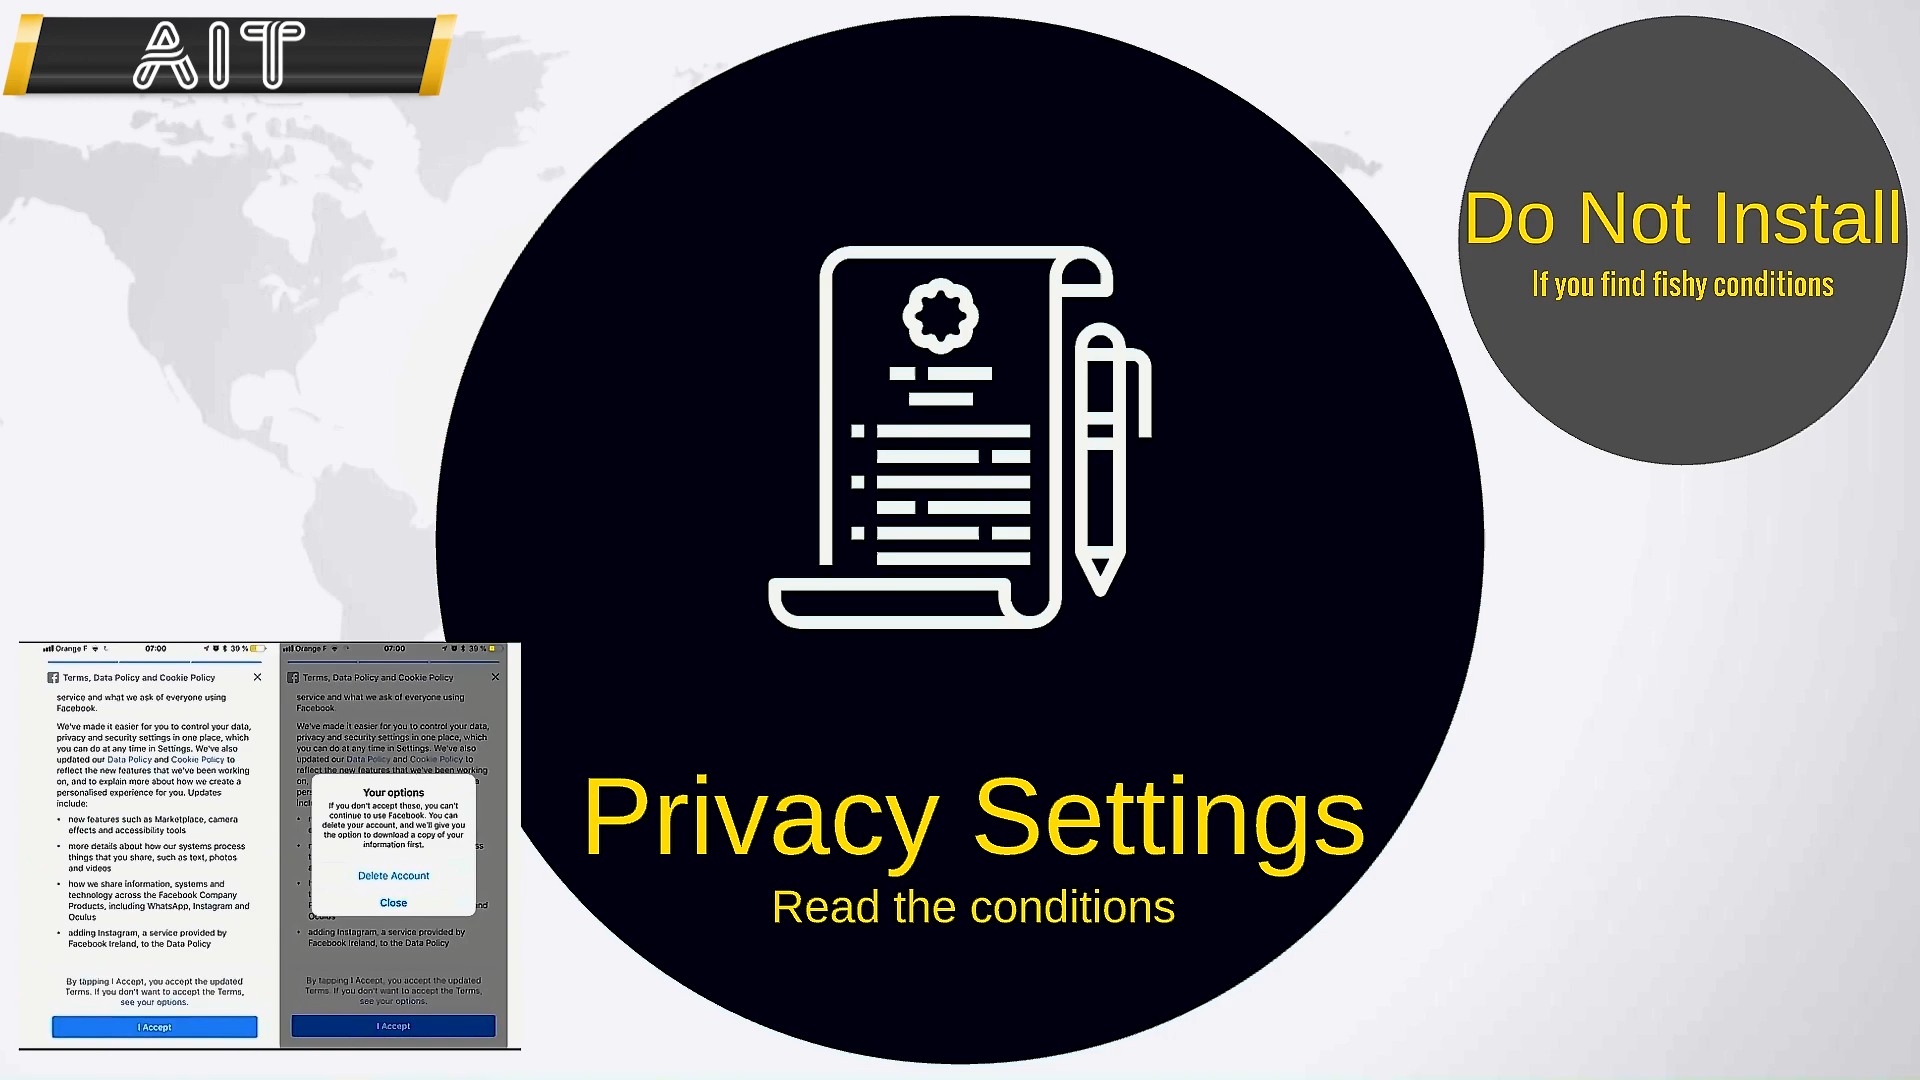 AIT
Do Not Install
If you find fishy conditions
Privacy Settings
Read the conditions
Orange F 07:00 39 %
Terms, Data Policy and Cookie Policy
service and what we ask of everyone using
Facebook.
We've made it easier for you to control your data,
privacy and security settings in one place, which
you can do at any time in Settings. We've also
updated our Data Policy and Cookie Policy to
reflect the new features that we've been working
on, and to explain more about how we create a
personalised experience for you. Updates
include:
• new features such as Marketplace, camera
effects and accessibility tools
• more details about how our systems process
things that you share, such as text, photos
and videos
• how we share information, systems and
technology across the Facebook Company
Products, including WhatsApp, Instagram and
Oculus
• adding Instagram, a service provided by
Facebook Ireland, to the Data Policy
By tapping I Accept, you accept the updated
Terms. If you don't want to accept the Terms,
see your options.
I Accept
Orange F 07:00 39 %
Terms, Data Policy and Cookie Policy
service and what we ask of everyone using
Facebook.
We've made it easier for you to control your data,
privacy and security settings in one place, which
you can do at any time in Settings. We've also
updated our Data Policy and Cookie Policy to
reflect the new features that we've been working
Your options
If you don't accept these, you can't
continue to use Facebook. You can
delete your account, and we'll give you
the option to download a copy of your
information first.
Delete Account
Close
Oculus
• adding Instagram, a service provided by
Facebook Ireland, to the Data Policy
By tapping I Accept, you accept the updated
Terms. If you don't want to accept the Terms,
see your options.
I Accept